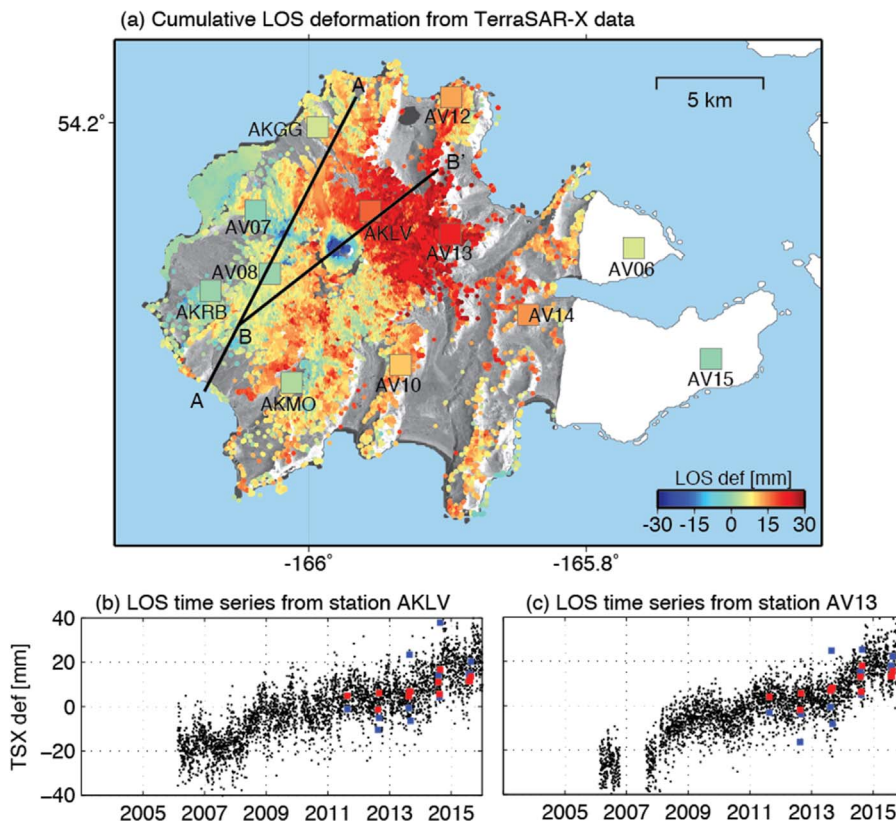 (a) Cumulative LOS deformation from TerraSAR-X data
A
5 km
AV12
54.2°
AKGG
B'
AV07
AKLV
AV13
AV06
AV08
AKRB
AV14
B
AV15
A
AKMO
AV10
LOS def [mm]
-30 -15 0 15 30
-166°
-165.8°
(b) LOS time series from station AKLV
(c) LOS time series from station AV13
TSX def [mm]
40
20
0
−20
−40
2005 2007 2009 2011 2013 2015
2005 2007 2009 2011 2013 2015